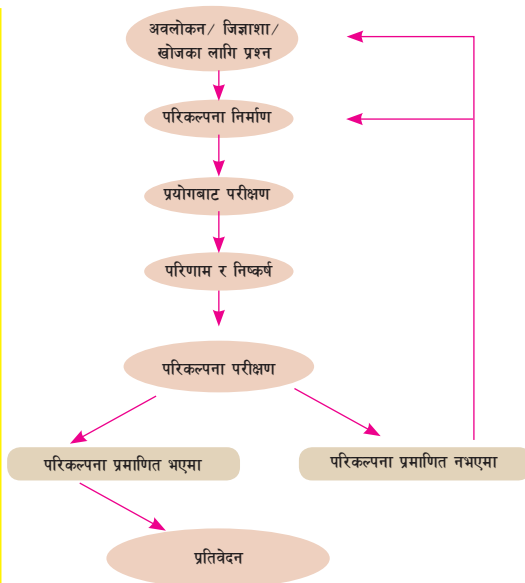 अवलोकन/ जिज्ञाशा/
खोजका लागि प्रश्न
परिकल्पना निर्माण
प्रयोगबाट परीक्षण
परिणाम र निष्कर्ष
परिकल्पना परीक्षण
परिकल्पना प्रमाणित भएमा
परिकल्पना प्रमाणित नभएमा
प्रतिवेदन